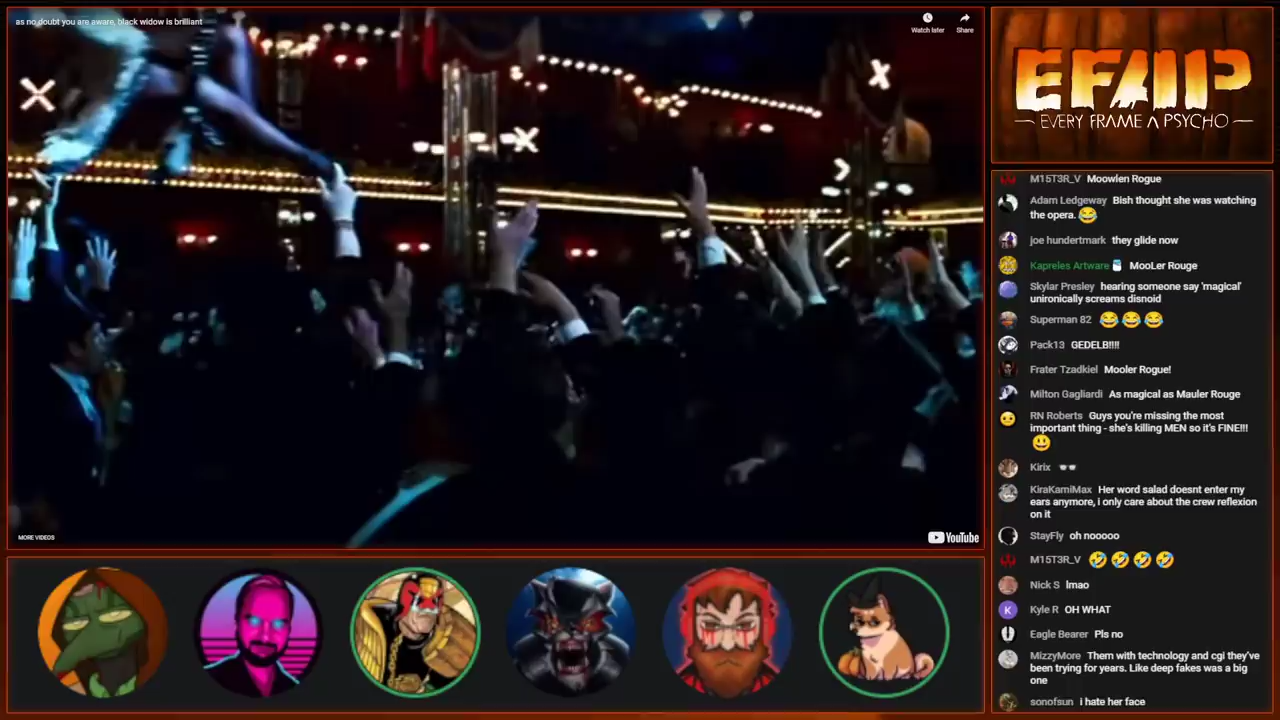 as no doubt you are aware, black widow is brilliant
Watch later
Share
MORE VIDEOS
YouTube
EFAP
EVERY FRAME A PSYCHO
M15T3R_V Moowlen Rogue
Adam Ledgeway Bish thought she was watching
the opera. 😂
joe hundertmark they glide now
Kapreles Artware MooLer Rouge
Skylar Presley hearing someone say 'magical'
unironically screams disnoid
Superman 82 😂😂😂
Pack13 GEDELB!!!!
Frater Tzadkiel Mooler Rogue!
Milton Gagliardi As magical as Mauler Rouge
RN Roberts Guys you're missing the most
important thing - she's killing MEN so it's FINE!!!
😃
Kirix 👓
KiraKamiMax Her word salad doesnt enter my
ears anymore, i only care about the crew reflexion
on it
StayFly oh nooooo
M15T3R_V 🤣🤣🤣🤣
Nick S lmao
K
Kyle R OH WHAT
Eagle Bearer Pls no
MizzyMore Them with technology and cgi they've
been trying for years. Like deep fakes was a big
one
sonofsun i hate her face